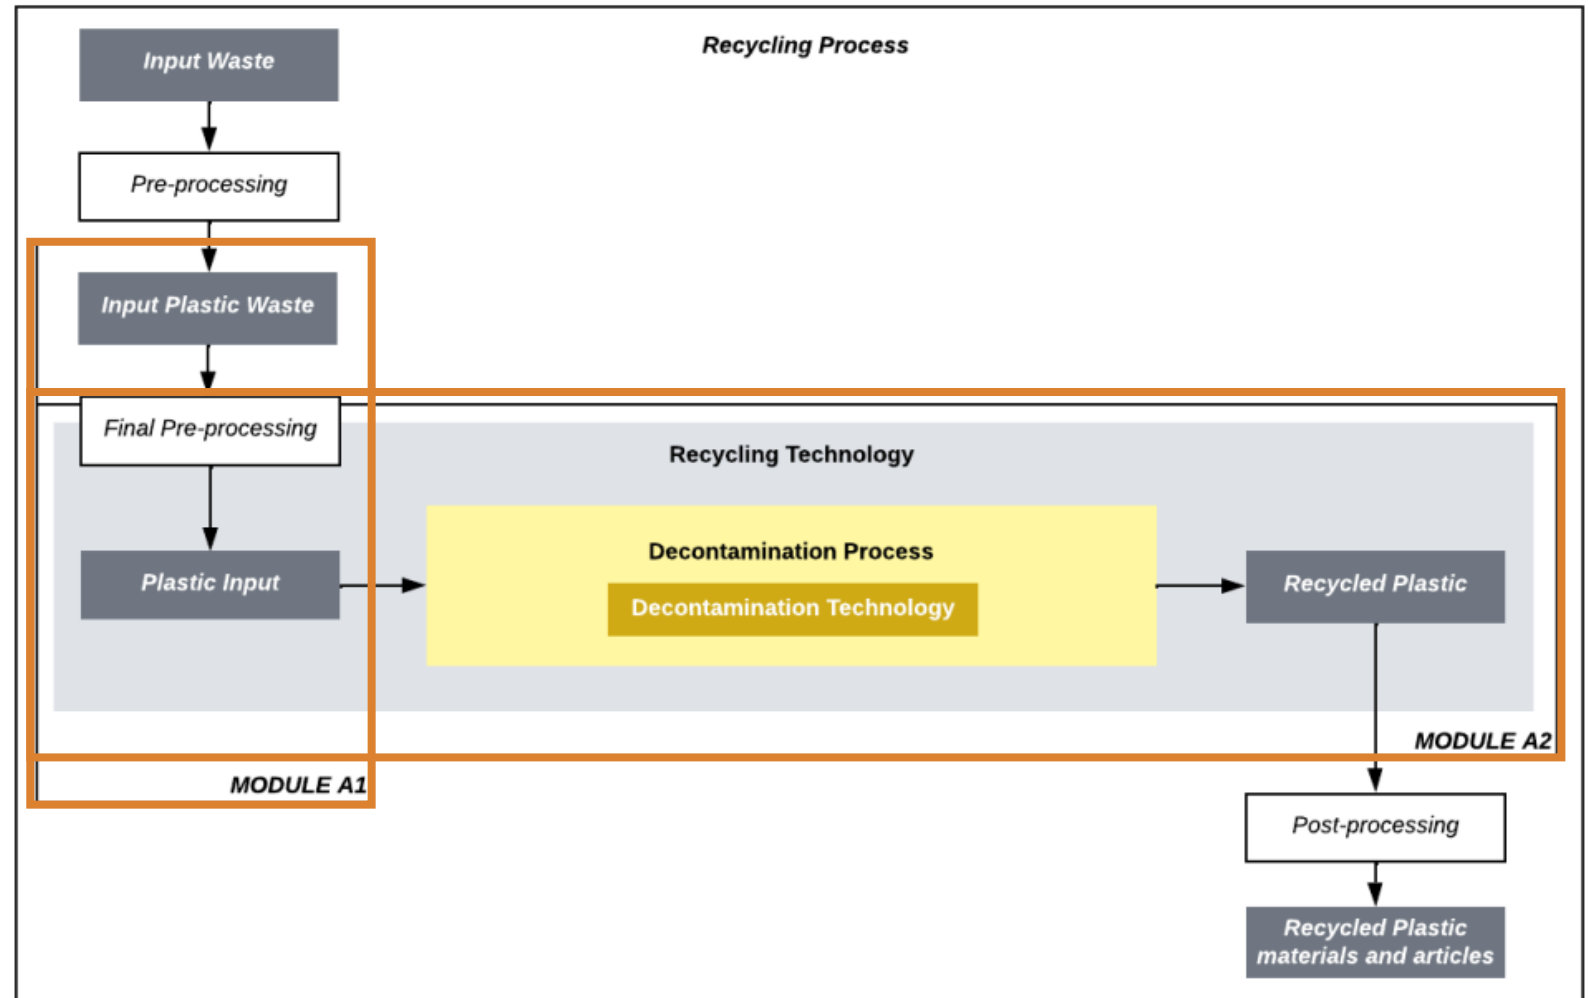 Recycling Process
Input Waste
Pre-processing
Input Plastic Waste
Final Pre-processing
Recycling Technology
Plastic Input
Decontamination Process
Decontamination Technology
Recycled Plastic
MODULE A2
MODULE A1
Post-processing
Recycled Plastic
materials and articles